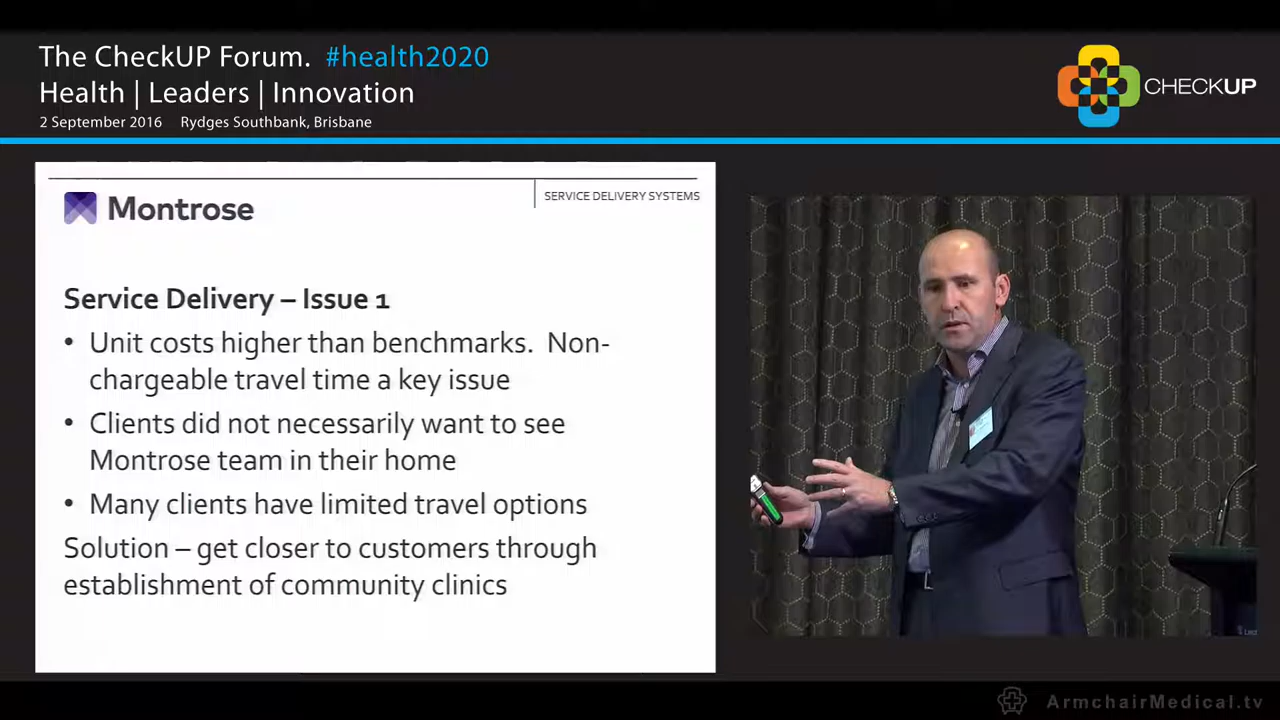 The CheckUP Forum. #health2020
Health | Leaders | Innovation
2 September 2016 Rydges Southbank, Brisbane
CHECKUP
Montrose
SERVICE DELIVERY SYSTEMS
Service Delivery – Issue 1
• Unit costs higher than benchmarks. Non-
chargeable travel time a key issue
• Clients did not necessarily want to see
Montrose team in their home
• Many clients have limited travel options
Solution – get closer to customers through
establishment of community clinics
ArmchairMedical.tv